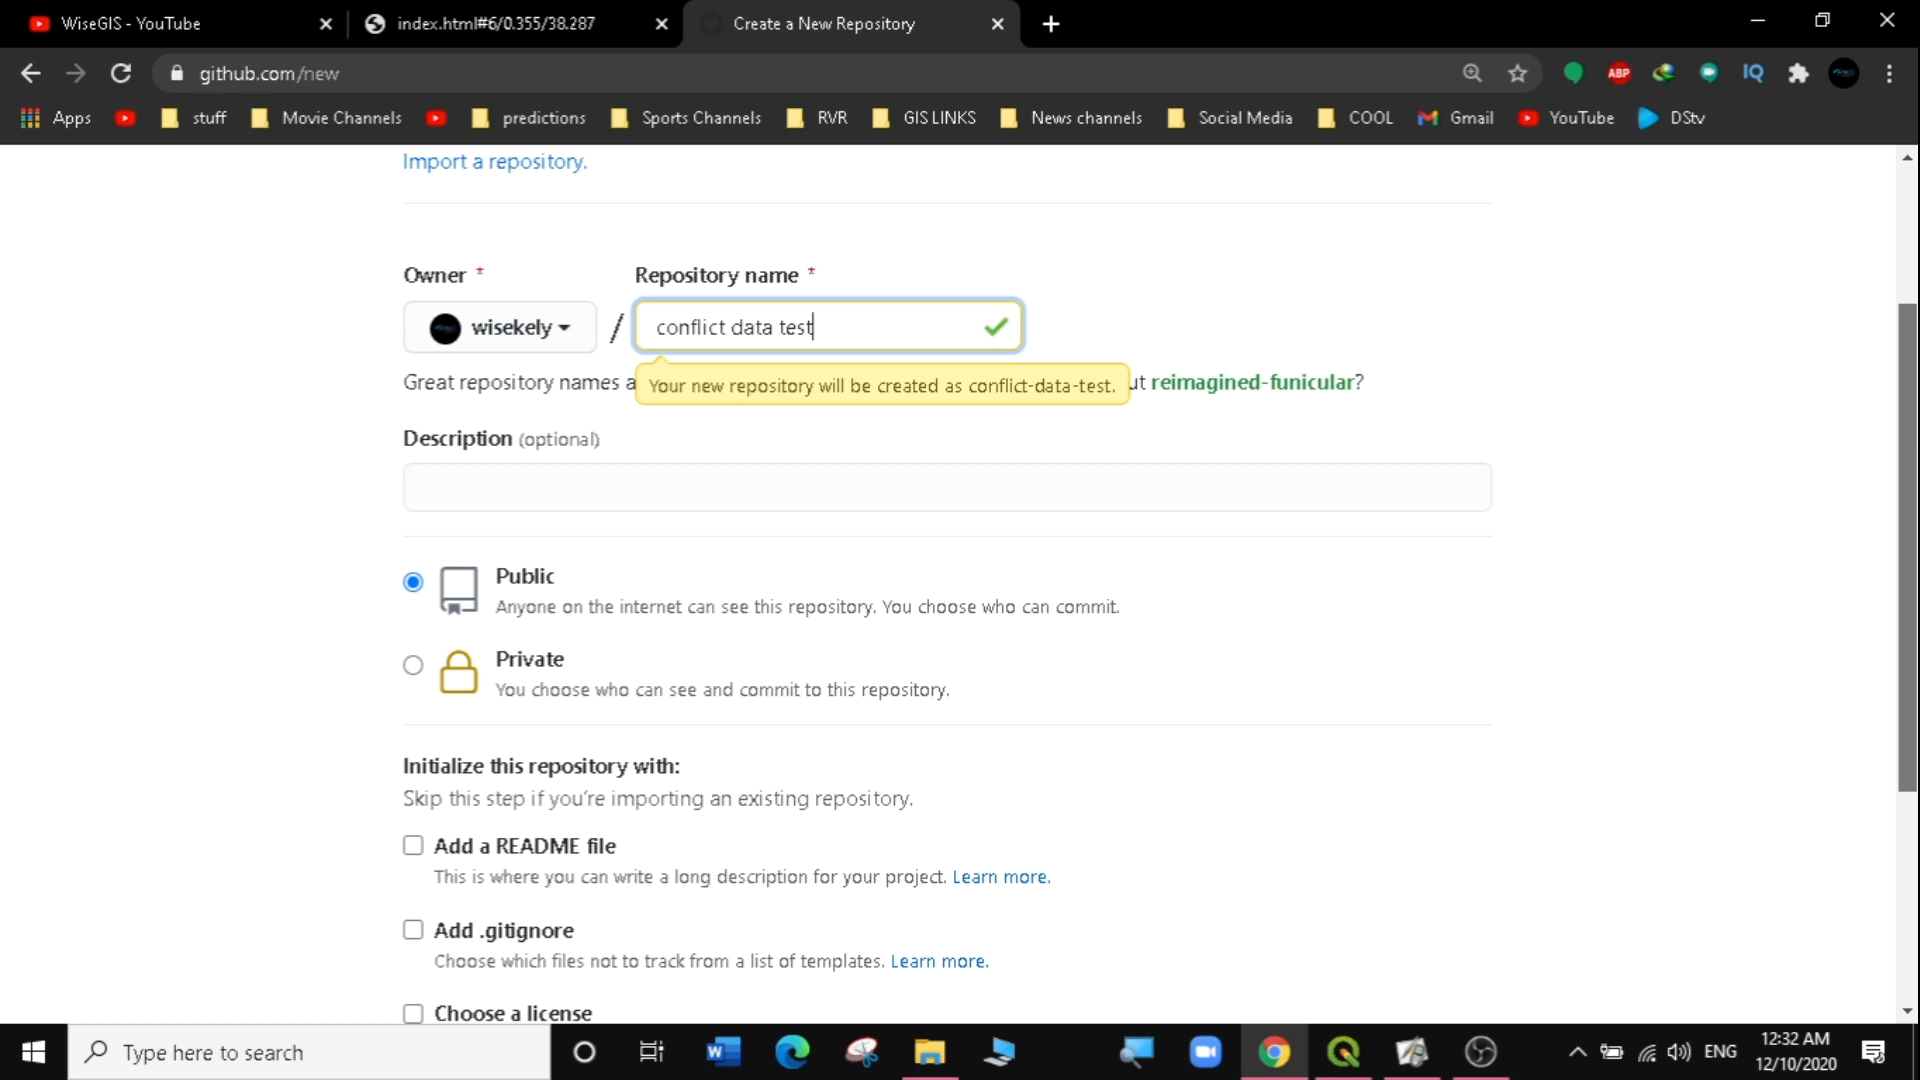 WiseGIS - YouTube
index.html#6/0.355/38.287
Create a New Repository
github.com/new
ABP
IQ
Apps
stuff
Movie Channels
predictions
Sports Channels
RVR
GIS LINKS
News channels
Social Media
COOL
Gmail
YouTube
DStv
Import a repository.
Owner *
Repository name *
wisekely
/
conflict data test
Great repository names a
Your new repository will be created as conflict-data-test.
ut reimagined-funicular?
Description (optional)
Public
Anyone on the internet can see this repository. You choose who can commit.
Private
You choose who can see and commit to this repository.
Initialize this repository with:
Skip this step if you're importing an existing repository.
Add a README file
This is where you can write a long description for your project. Learn more.
Add .gitignore
Choose which files not to track from a list of templates. Learn more.
Choose a license
Type here to search
ENG
12:32 AM
12/10/2020